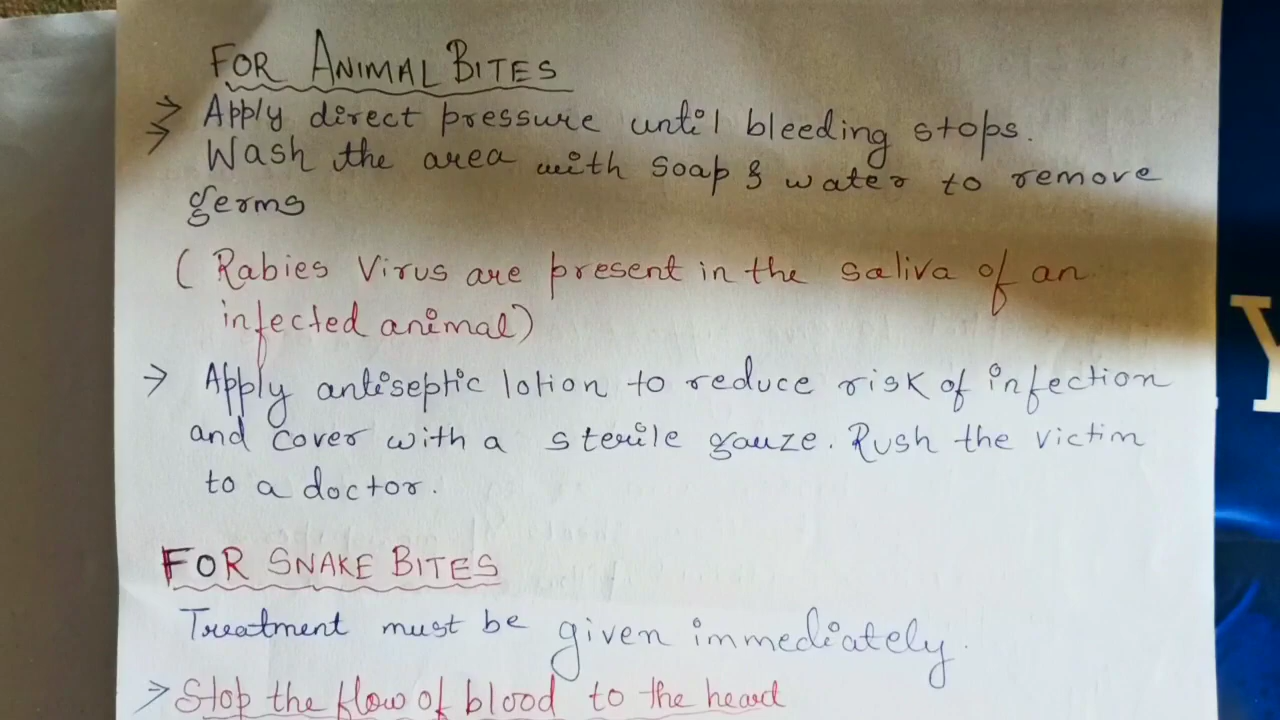 FOR ANIMAL BITES
→ Apply direct pressure until bleeding stops.
→ Wash the area with soap & water to remove
germs
( Rabies Virus are present in the saliva of an
infected animal)
→ Apply antiseptic lotion to reduce risk of infection
and cover with a sterile gauze. Rush the victim
to a doctor.
FOR SNAKE BITES
Treatment must be given immediately.
→ Stop the flow of blood to the heart
Y